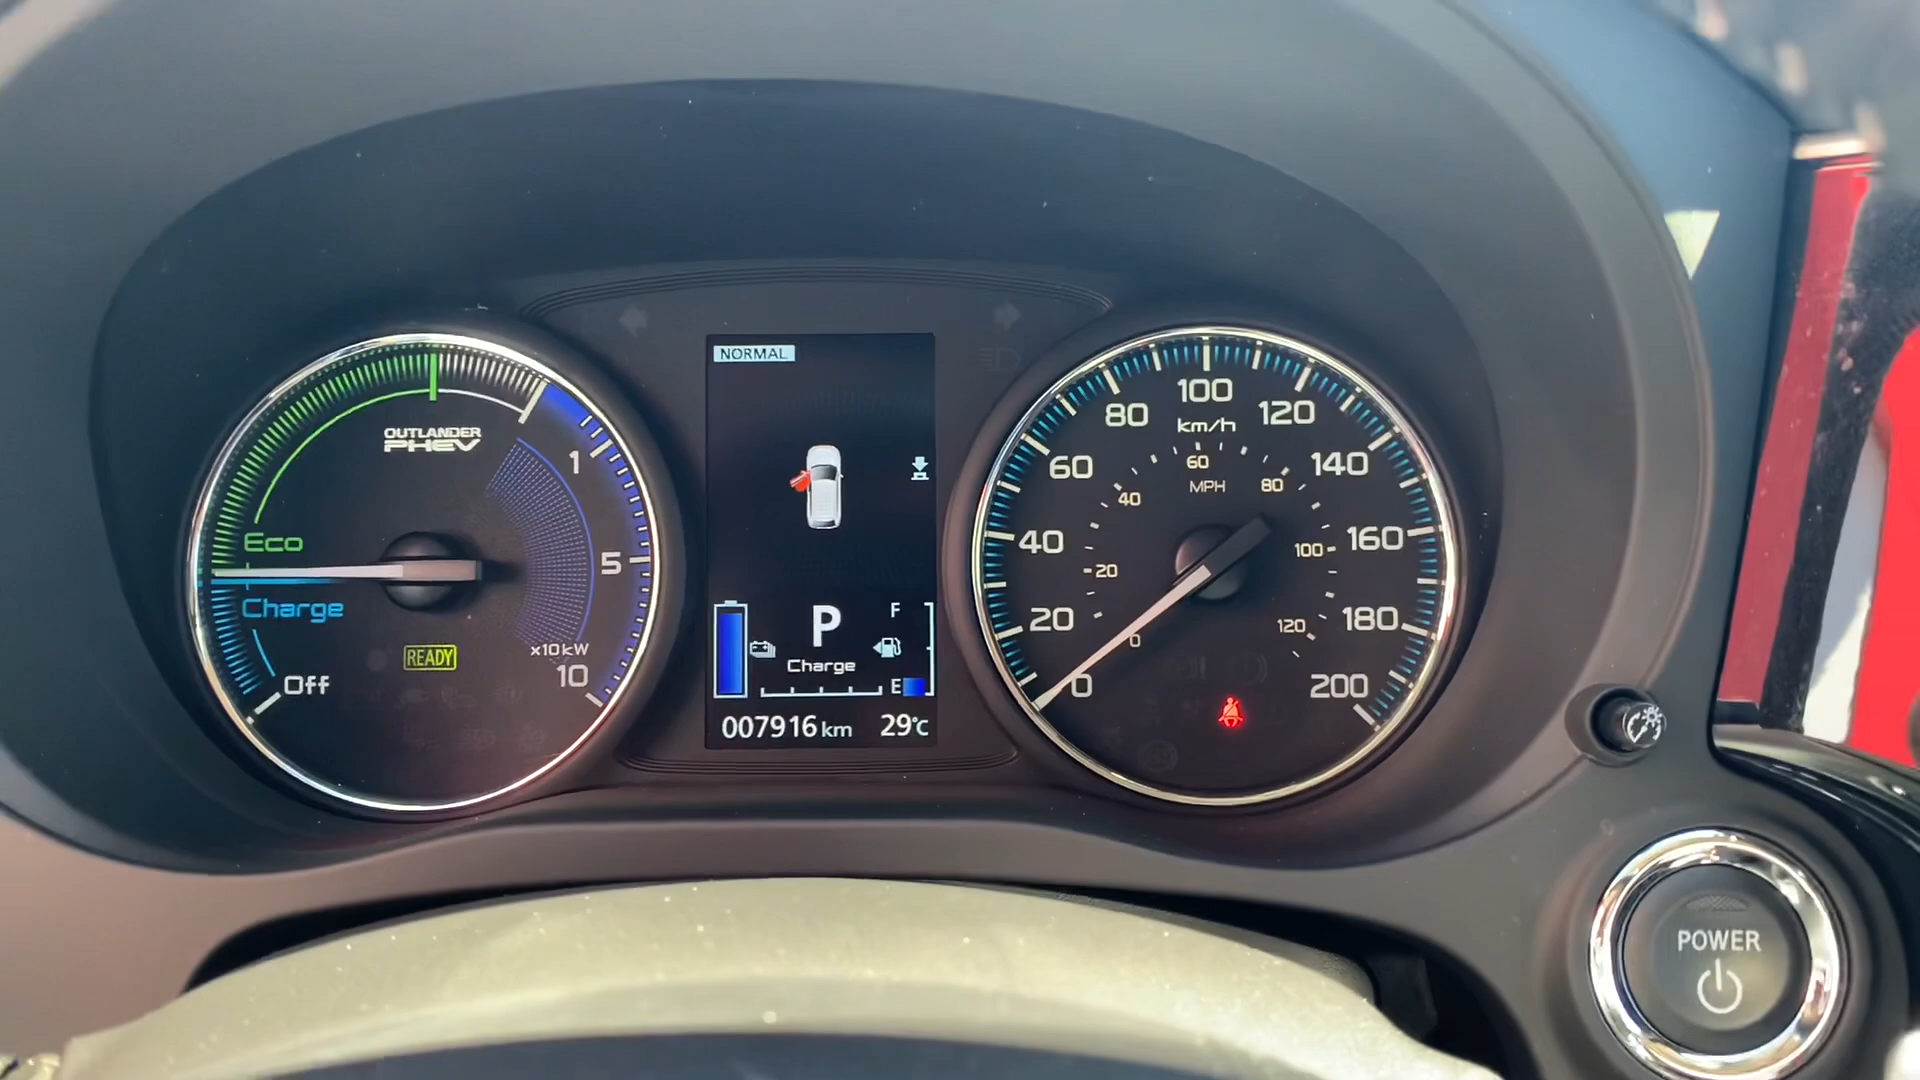 NORMAL
OUTLANDER
PHEV
Eco
Charge
Off
READY
1
5
x10kW
10
P
Charge
F
E
007916 km
29°C
0
20
40
60
80
100
120
140
160
180
200
km/h
0
20
40
60
80
100
120
MPH
POWER